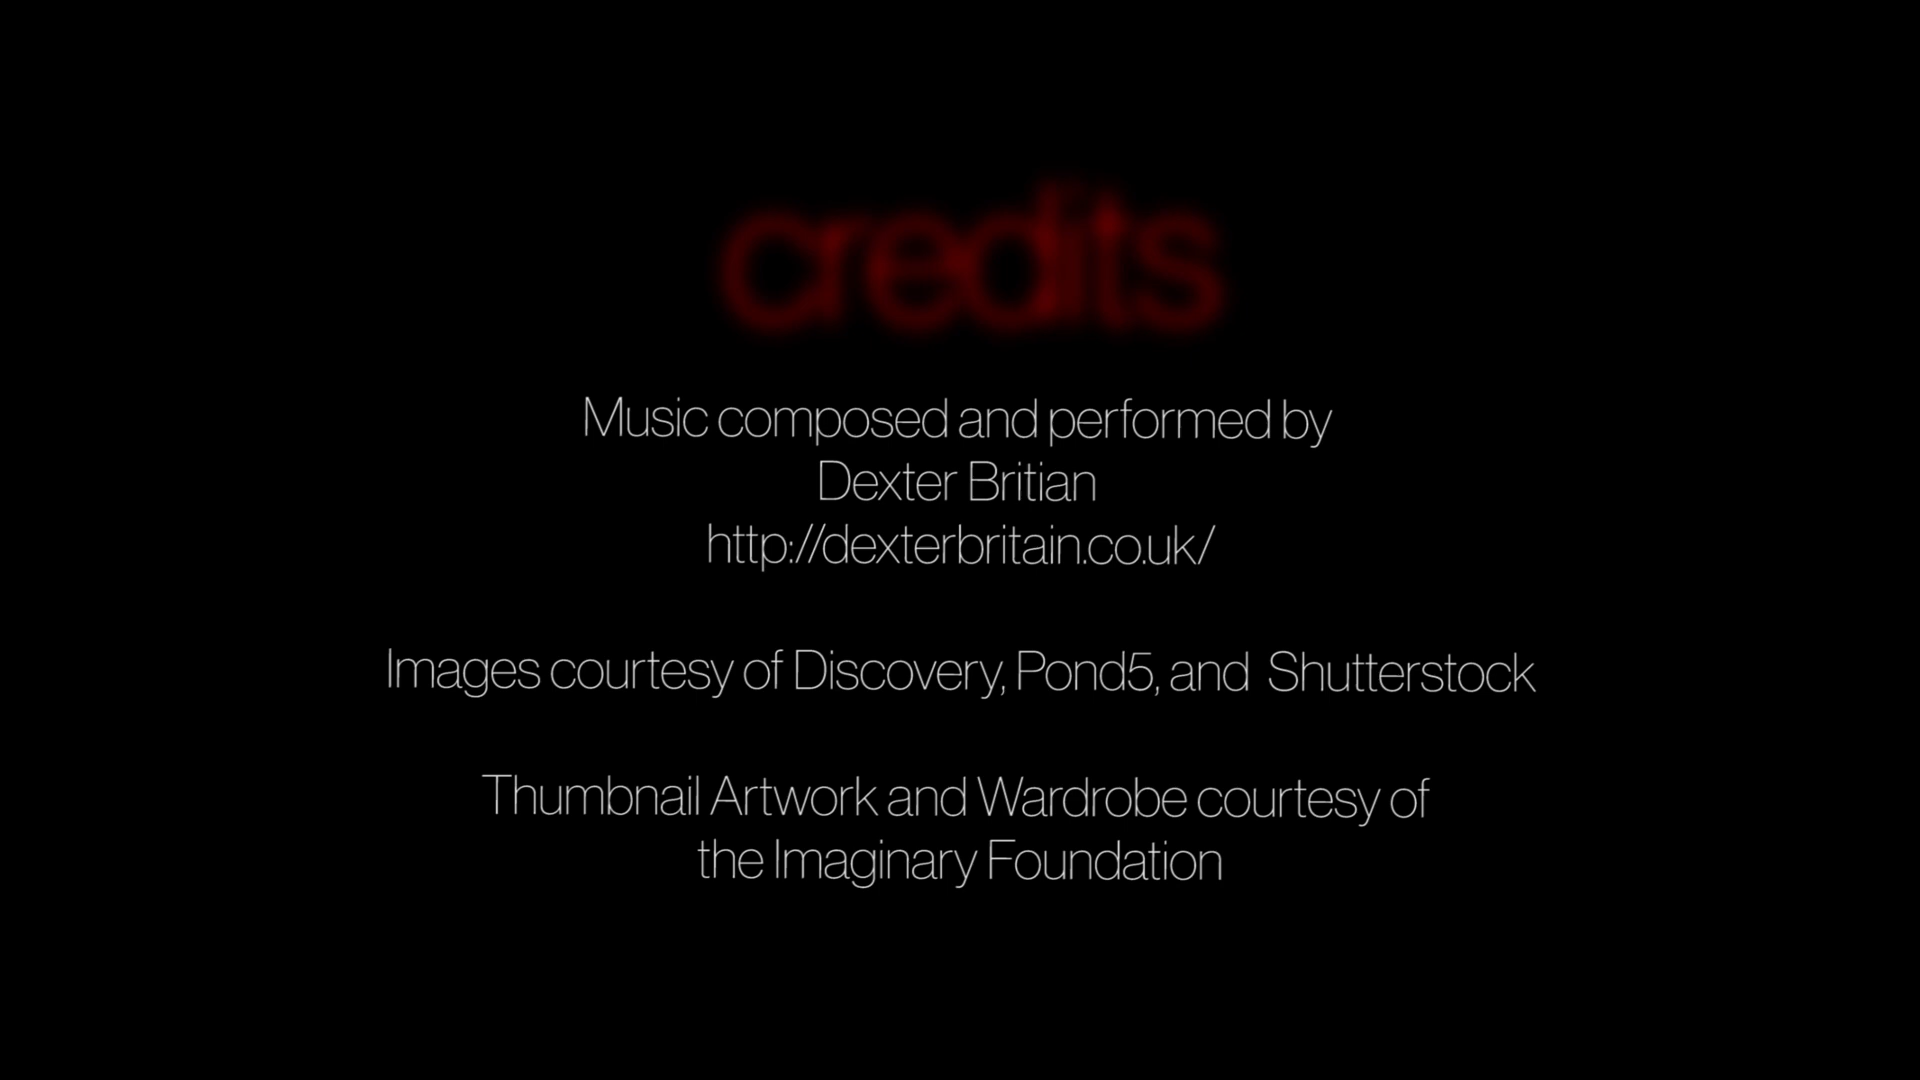 credits
Music composed and performed by
Dexter Britian
http://dexterbritain.co.uk/
Images courtesy of Discovery, Pond5, and Shutterstock
Thumbnail Artwork and Wardrobe courtesy of
the Imaginary Foundation